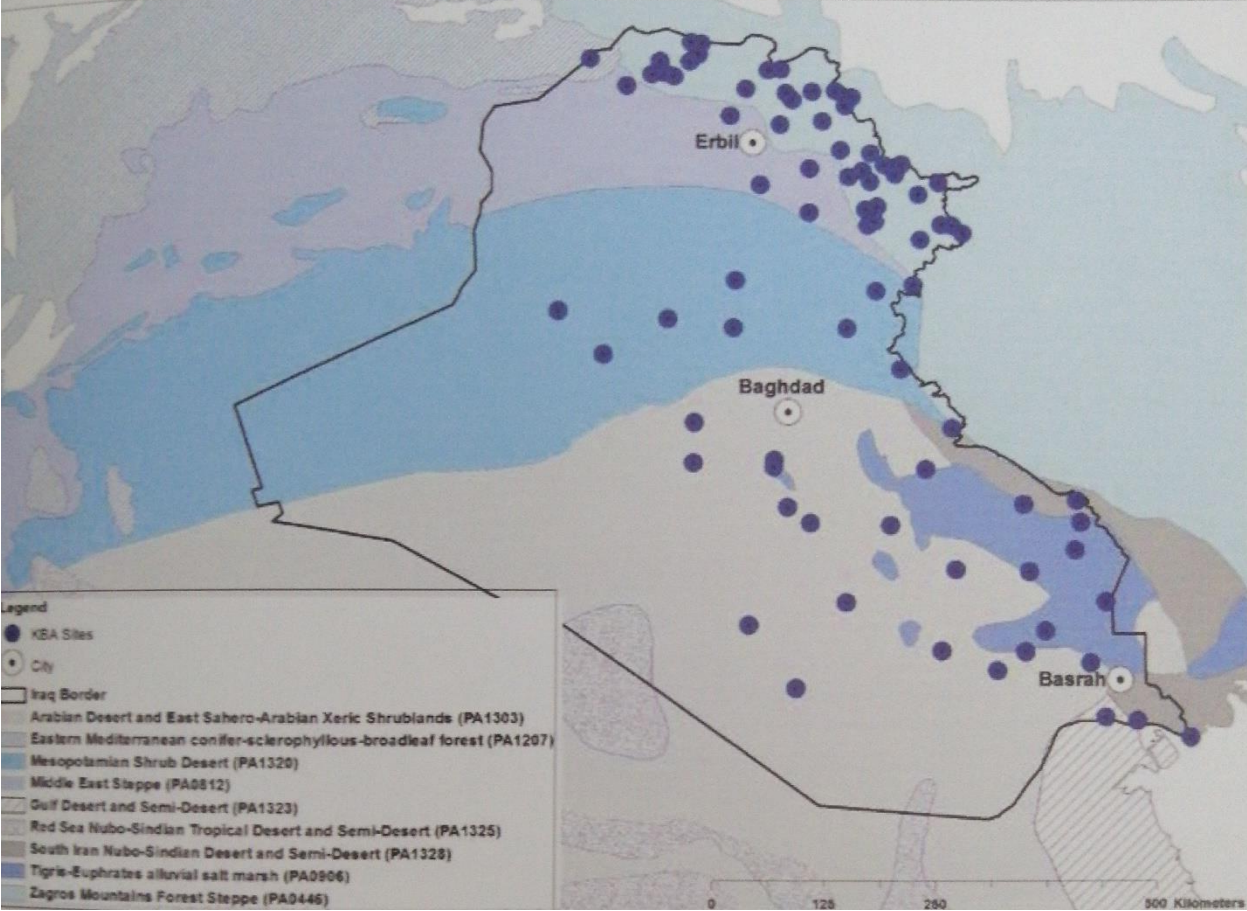 Erbil
Baghdad
Basrah
Legend
KBA Sites
City
Iraq Border
Arabian Desert and East Sahero-Arabian Xeric Shrublands (PA1303)
Eastern Mediterranean conifer-sclerophyllous-broadleaf forest (PA1207)
Mesopotamian Shrub Desert (PA1320)
Middle East Steppe (PA0812)
Gulf Desert and Semi-Desert (PA1323)
Red Sea Nubo-Sindian Tropical Desert and Semi-Desert (PA1325)
South Iran Nubo-Sindian Desert and Semi-Desert (PA1328)
Tigris-Euphrates alluvial salt marsh (PA0906)
Zagros Mountains Forest Steppe (PA0446)
0 125 250 500 Kilometers